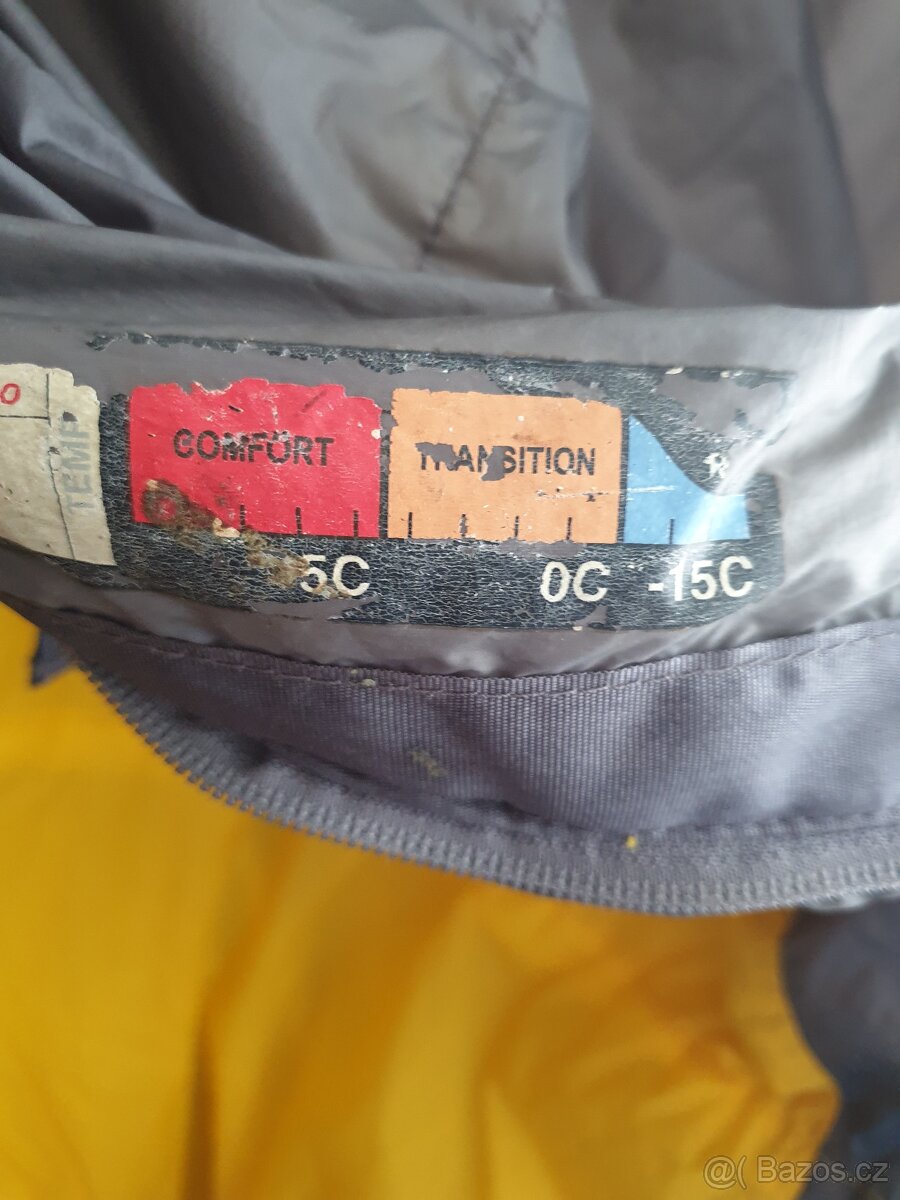 TEMP
COMFORT
TRANSITION
5C 0C -15C
@( Bazos.cz